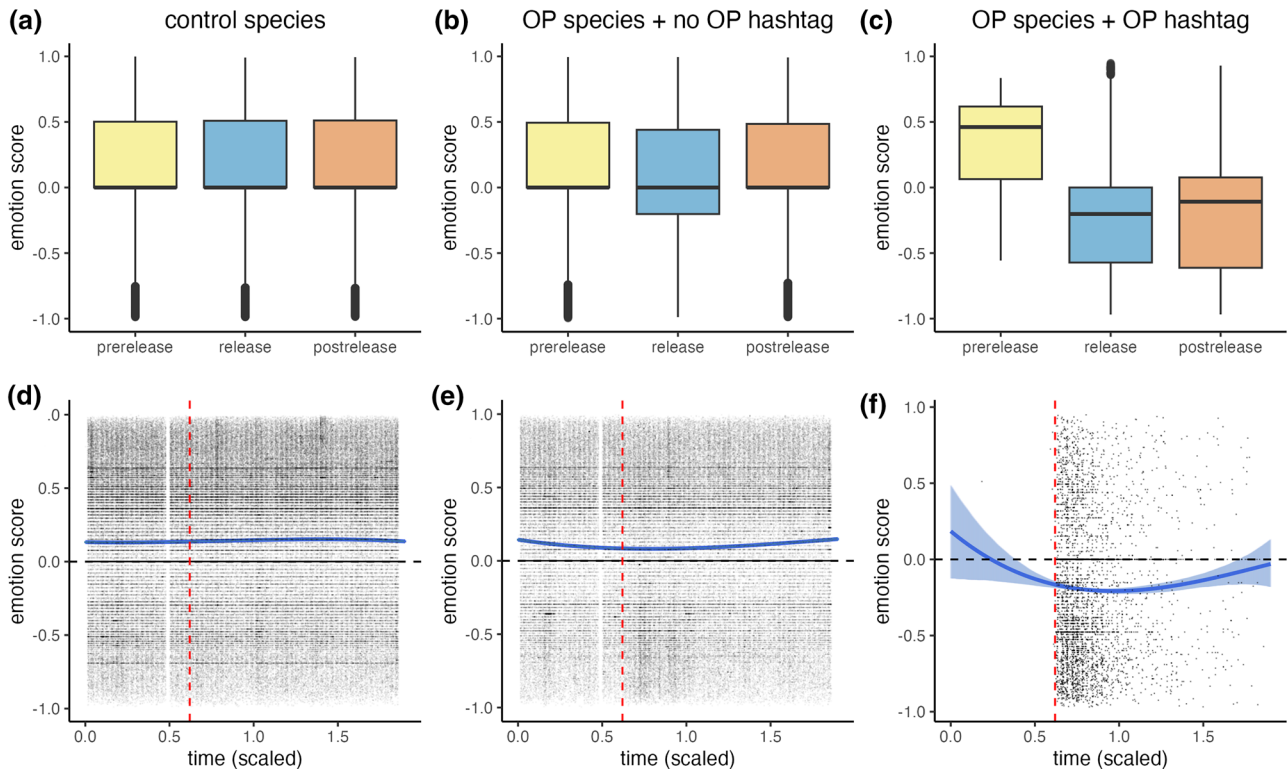 (a) control species
(b) OP species + no OP hashtag
(c) OP species + OP hashtag
emotion score
1.0
0.5
0.0
-0.5
-1.0
prerelease release postrelease
emotion score
1.0
0.5
0.0
-0.5
-1.0
prerelease release postrelease
emotion score
1.0
0.5
0.0
-0.5
-1.0
prerelease release postrelease
(d)
emotion score
.0
0.5
0.0
-0.5
-1.0
0.0 0.5 1.0 1.5
time (scaled)
(e)
emotion score
1.0
0.5
0.0
-0.5
-1.0
0.0 0.5 1.0 1.5
time (scaled)
(f)
emotion score
1.0
0.5
0.0
-0.5
-1.0
0.0 0.5 1.0 1.5
time (scaled)